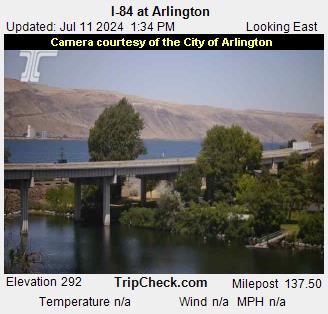 I-84 at Arlington
Updated: Jul 11 2024 1:34 PM Looking East
Camera courtesy of the City of Arlington
Elevation 292 TripCheck.com Milepost 137.50
Temperature n/a Wind n/a MPH n/a